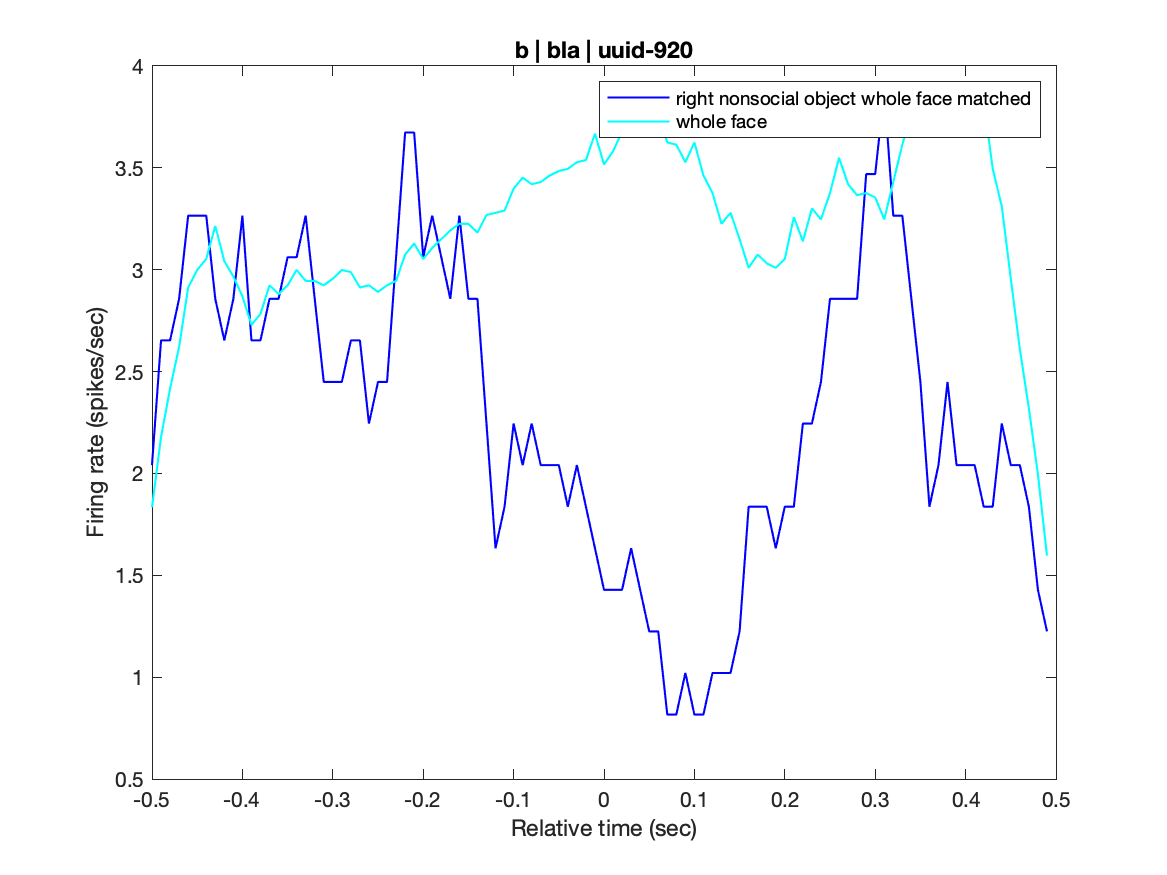 b | bla | uuid-920
right nonsocial object whole face matched
whole face
Firing rate (spikes/sec)
4
3.5
3
2.5
2
1.5
1
0.5
-0.5 -0.4 -0.3 -0.2 -0.1 0 0.1 0.2 0.3 0.4 0.5
Relative time (sec)